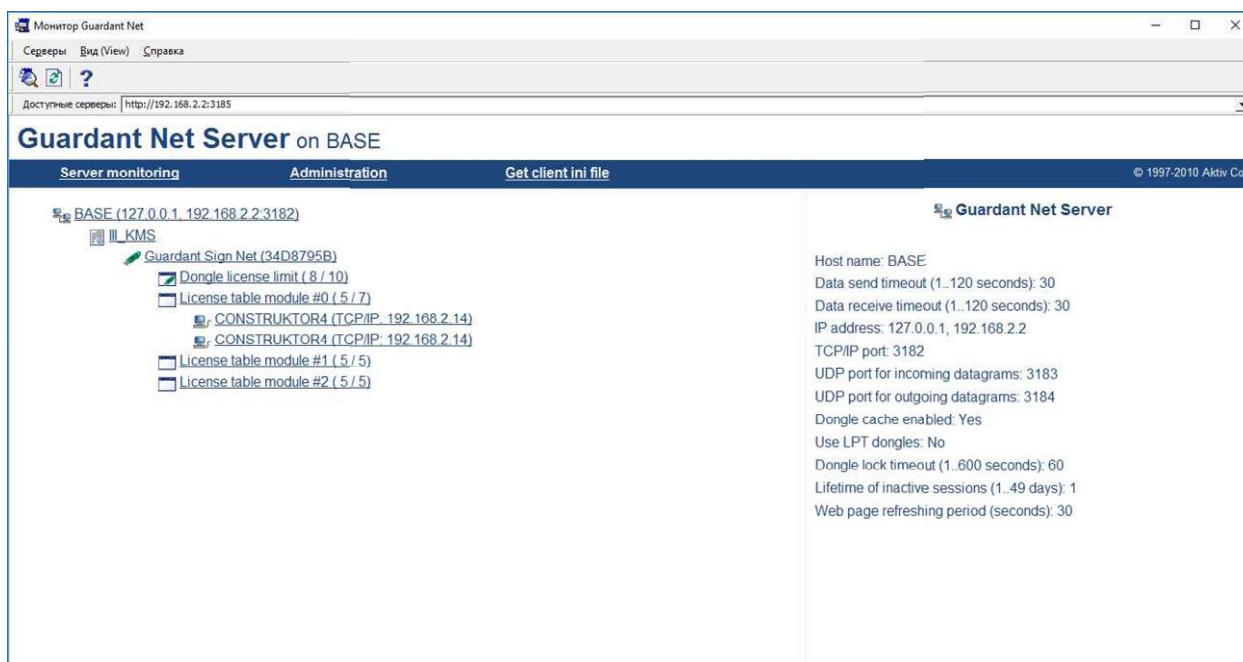 Монитор Guardant Net
Серверы Вид (View) Справка
Доступные серверы: http://192.168.2.2:3185
Guardant Net Server on BASE
Server monitoring Administration Get client ini file © 1997-2010 Aktiv Co
BASE (127.0.0.1, 192.168.2.2:3182)
III_KMS
Guardant Sign Net (34D8795B)
Dongle license limit ( 8 / 10)
License table module #0 ( 5 / 7)
CONSTRUKTOR4 (TCP/IP: 192.168.2.14)
CONSTRUKTOR4 (TCP/IP: 192.168.2.14)
License table module #1 ( 5 / 5)
License table module #2 ( 5 / 5)
Guardant Net Server
Host name: BASE
Data send timeout (1..120 seconds): 30
Data receive timeout (1..120 seconds): 30
IP address: 127.0.0.1, 192.168.2.2
TCP/IP port: 3182
UDP port for incoming datagrams: 3183
UDP port for outgoing datagrams: 3184
Dongle cache enabled: Yes
Use LPT dongles: No
Dongle lock timeout (1..600 seconds): 60
Lifetime of inactive sessions (1..49 days): 1
Web page refreshing period (seconds): 30